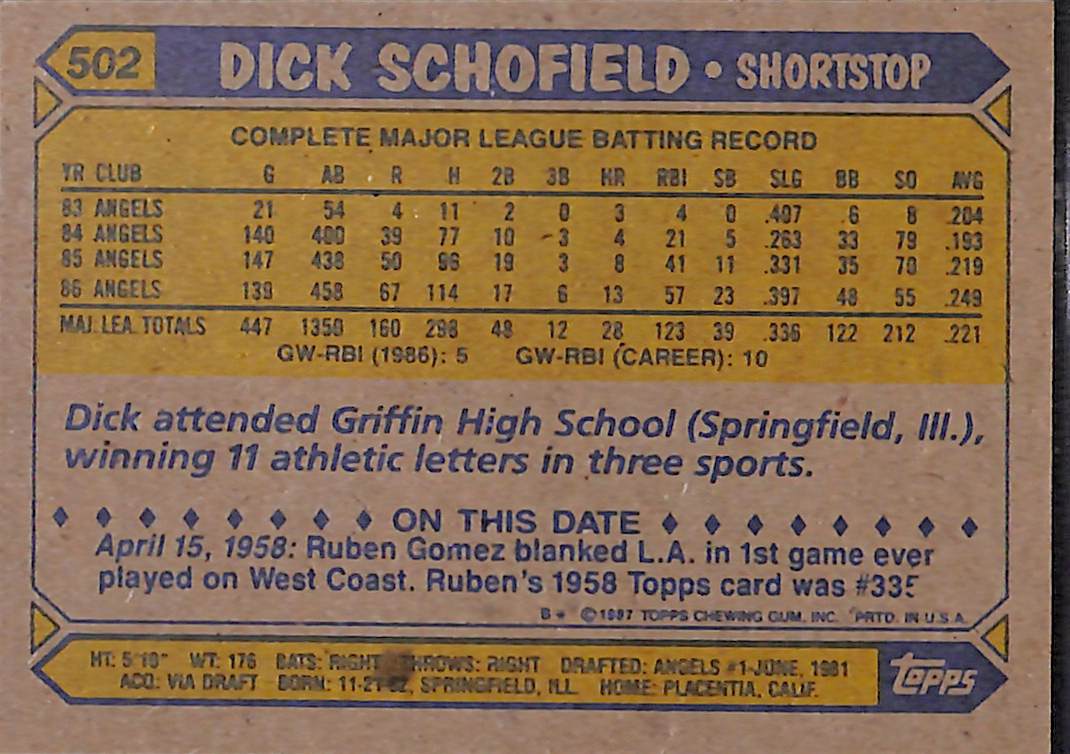 502 DICK SCHOFIELD • SHORTSTOP
COMPLETE MAJOR LEAGUE BATTING RECORD
YR CLUB G AB R H 2B 3B HR RBI SB SLG BB SO AVG
83 ANGELS 21 54 4 11 2 0 3 4 0 .407 6 8 .204
84 ANGELS 140 400 39 77 10 3 4 21 5 .263 33 79 .193
85 ANGELS 147 438 50 96 19 3 8 41 11 .331 35 70 .219
86 ANGELS 139 458 67 114 17 6 13 57 23 .397 48 55 .249
MAJ. LEA. TOTALS 447 1350 160 298 48 12 28 123 39 .336 122 212 .221
GW-RBI (1986): 5 GW-RBI (CAREER): 10
Dick attended Griffin High School (Springfield, Ill.),
winning 11 athletic letters in three sports.
♦ ♦ ♦ ♦ ♦ ♦ ♦ ♦ ON THIS DATE ♦ ♦ ♦ ♦ ♦ ♦ ♦ ♦
April 15, 1958: Ruben Gomez blanked L.A. in 1st game ever
played on West Coast. Ruben's 1958 Topps card was #335
B* ©1987 TOPPS CHEWING GUM, INC. PRTD. IN U.S.A.
HT: 5'10" WT: 176 BATS: RIGHT THROWS: RIGHT DRAFTED: ANGELS #1-JUNE, 1981
ACQ: VIA DRAFT BORN: 11-21-62, SPRINGFIELD, ILL. HOME: PLACENTIA, CALIF.
topps